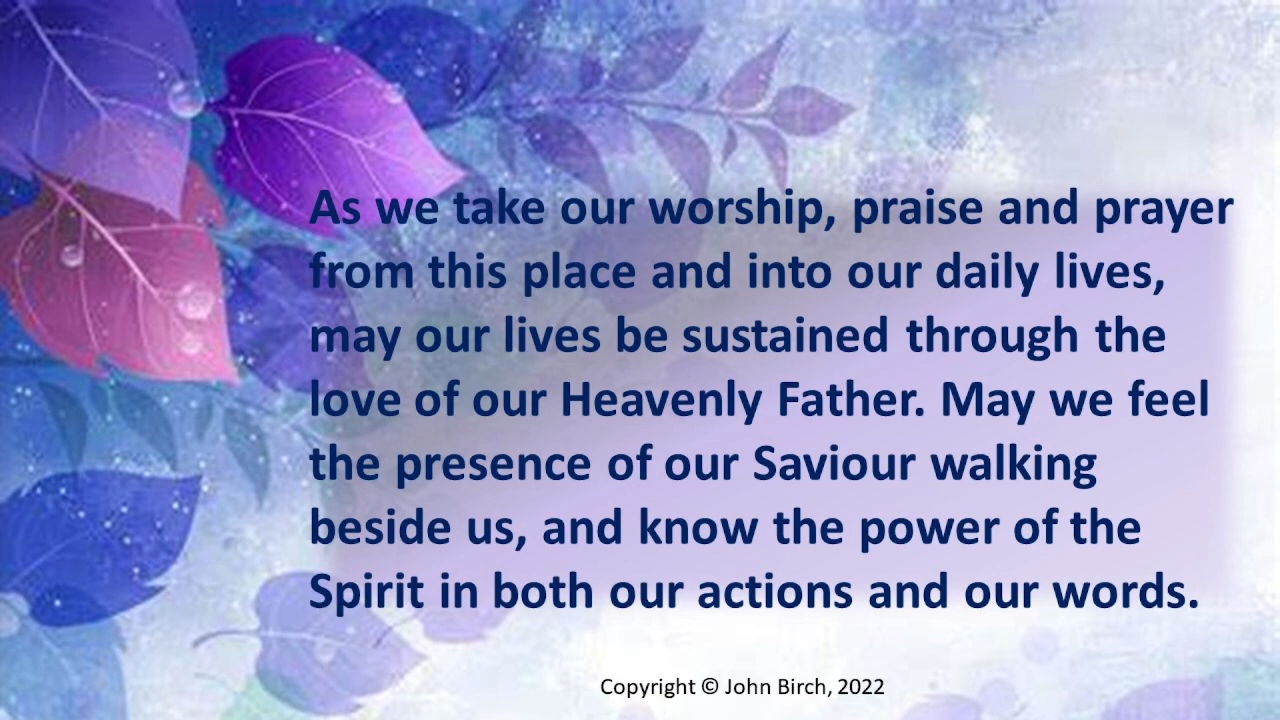 As we take our worship, praise and prayer
from this place and into our daily lives,
may our lives be sustained through the
love of our Heavenly Father. May we feel
the presence of our Saviour walking
beside us, and know the power of the
Spirit in both our actions and our words.
Copyright © John Birch, 2022